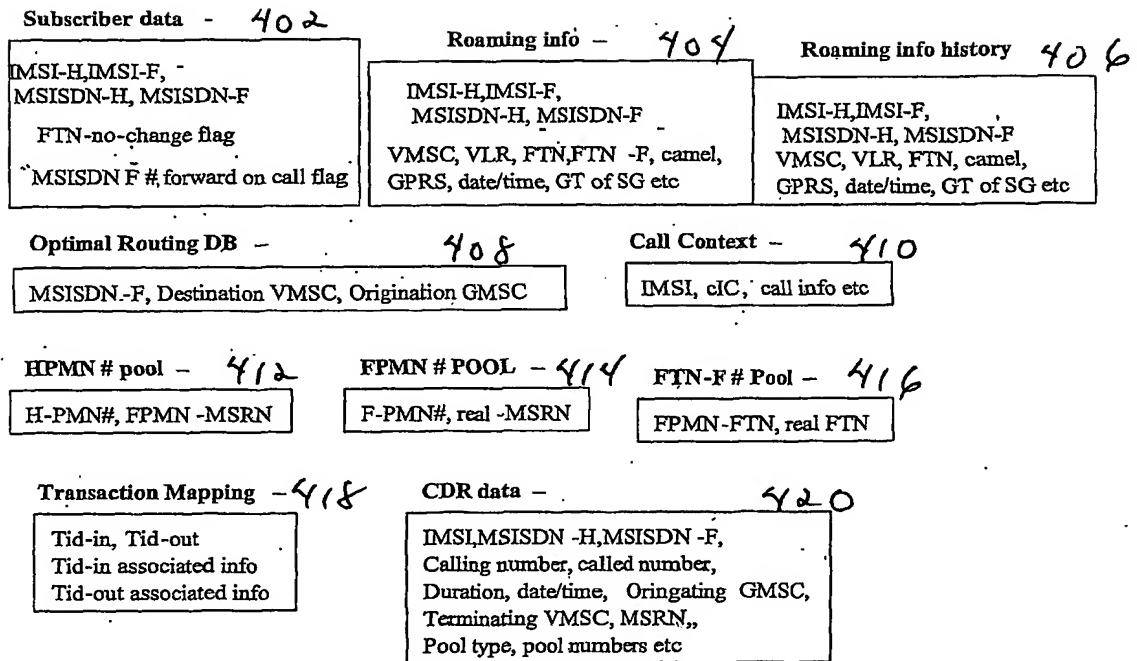 Subscriber data - 402
IMSI-H,IMSI-F,
MSISDN-H, MSISDN-F
FTN-no-change flag
MSISDN F #, forward on call flag
Roaming info – 404
IMSI-H,IMSI-F,
MSISDN-H, MSISDN-F
VMSC, VLR, FTN,FTN -F, camel,
GPRS, date/time, GT of SG etc
Roaming info history 406
IMSI-H,IMSI-F,
MSISDN-H, MSISDN-F
VMSC, VLR, FTN, camel,
GPRS, date/time, GT of SG etc
Optimal Routing DB – 408
MSISDN.-F, Destination VMSC, Origination GMSC
Call Context – 410
IMSI, cIC, call info etc
HPMN # pool – 412
H-PMN#, FPMN -MSRN
FPMN # POOL – 414
F-PMN#, real -MSRN
FTN-F # Pool – 416
FPMN-FTN, real FTN
Transaction Mapping – 418
Tid-in, Tid-out
Tid-in associated info
Tid-out associated info
CDR data – 420
IMSI,MSISDN -H,MSISDN -F,
Calling number, called number,
Duration, date/time, Oringating GMSC,
Terminating VMSC, MSRN,,
Pool type, pool numbers etc